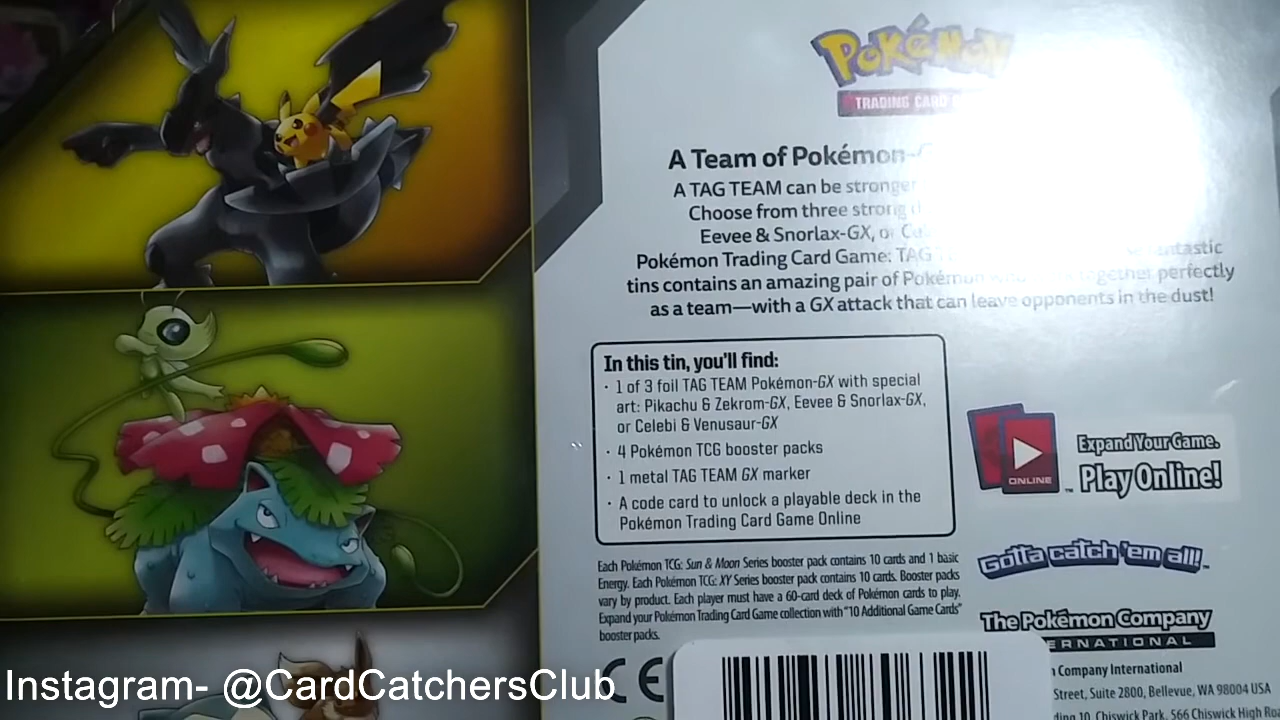 Pokémon
TRADING CARD
A Team of Pokémon-
A TAG TEAM can be stronger
Choose from three strong
Eevee & Snorlax-GX, or
Pokémon Trading Card Game: TAG
tins contains an amazing pair of Pokémon together perfectly
as a team—with a GX attack that can leave opponents in the dust!
In this tin, you'll find:
· 1 of 3 foil TAG TEAM Pokémon-GX with special
art: Pikachu & Zekrom-GX, Eevee & Snorlax-GX,
or Celebi & Venusaur-GX
· 4 Pokémon TCG booster packs
· 1 metal TAG TEAM GX marker
· A code card to unlock a playable deck in the
Pokémon Trading Card Game Online
ONLINE
Expand Your Game.
Play Online!
Gotta catch 'em all!
Each Pokémon TCG: Sun & Moon Series booster pack contains 10 cards and 1 basic
Energy. Each Pokémon TCG: XY Series booster pack contains 10 cards. Booster packs
vary by product. Each player must have a 60-card deck of Pokémon cards to play.
Expand your Pokémon Trading Card Game collection with "10 Additional Game Cards"
booster packs.
The Pokémon Company
ERNATIONAL
CE
Company International
Street, Suite 2800, Bellevue, WA 98004 USA
10, Chiswick Park, 566 Chiswick High
Instagram- @CardCatchersClub